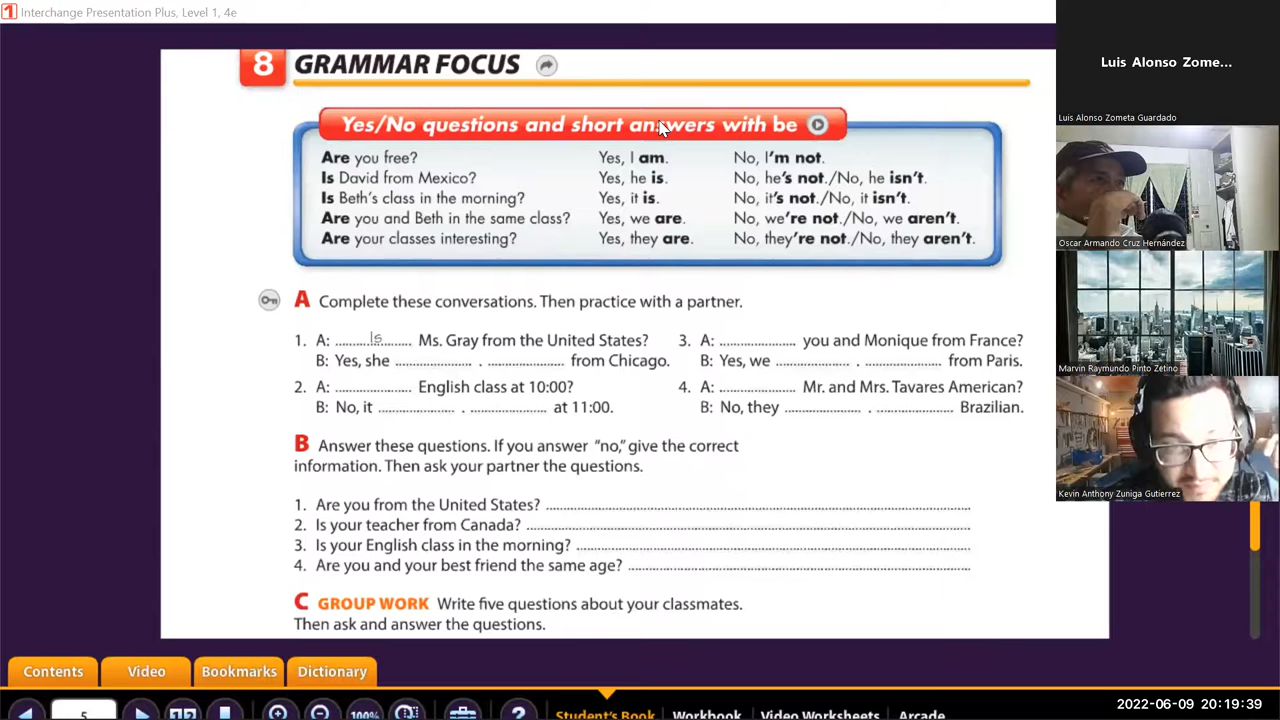 Interchange Presentation Plus, Level 1, 4e
8 GRAMMAR FOCUS
Yes/No questions and short answers with be
Are you free? Yes, I am. No, I'm not.
Is David from Mexico? Yes, he is. No, he's not./No, he isn't.
Is Beth's class in the morning? Yes, it is. No, it's not./No, it isn't.
Are you and Beth in the same class? Yes, we are. No, we're not./No, we aren't.
Are your classes interesting? Yes, they are. No, they're not./No, they aren't.
A Complete these conversations. Then practice with a partner.
1. A: Is Ms. Gray from the United States?
B: Yes, she .................... . .................... from Chicago.
2. A: .................... English class at 10:00?
B: No, it .................... . .................... at 11:00.
3. A: .................... you and Monique from France?
B: Yes, we .................... . .................... from Paris.
4. A: .................... Mr. and Mrs. Tavares American?
B: No, they .................... . .................... Brazilian.
B Answer these questions. If you answer "no," give the correct
information. Then ask your partner the questions.
1. Are you from the United States? ....................
2. Is your teacher from Canada? ....................
3. Is your English class in the morning? ....................
4. Are you and your best friend the same age? ....................
C GROUP WORK Write five questions about your classmates.
Then ask and answer the questions.
Luis Alonso Zome...
Luis Alonso Zometa Guardado
Oscar Armando Cruz Hernández
Marvin Raymundo Pinto Zetino
Kevin Anthony Zuniga Gutierrez
Contents Video Bookmarks Dictionary
5 100% ? Student's Book Workbook Video Worksheets Arcade
2022-06-09 20:19:39